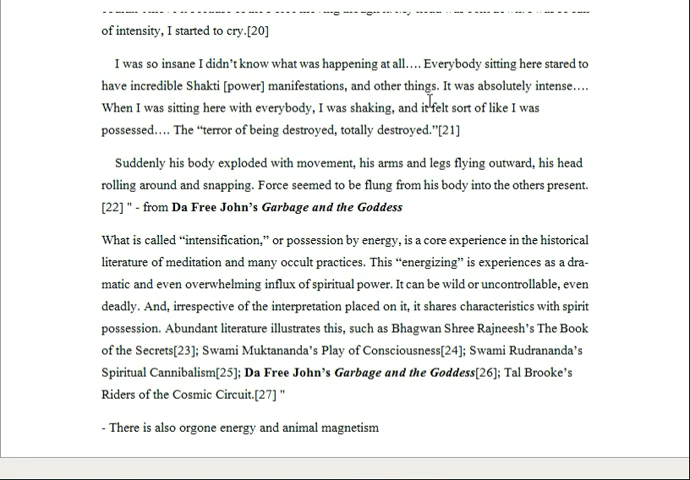 of intensity, I started to cry.[20]
I was so insane I didn't know what was happening at all…. Everybody sitting here stared to
have incredible Shakti [power] manifestations, and other things. It was absolutely intense….
When I was sitting here with everybody, I was shaking, and it felt sort of like I was
possessed…. The “terror of being destroyed, totally destroyed.”[21]
Suddenly his body exploded with movement, his arms and legs flying outward, his head
rolling around and snapping. Force seemed to be flung from his body into the others present.
[22] " - from Da Free John’s Garbage and the Goddess
What is called “intensification,” or possession by energy, is a core experience in the historical
literature of meditation and many occult practices. This “energizing” is experiences as a dra-
matic and even overwhelming influx of spiritual power. It can be wild or uncontrollable, even
deadly. And, irrespective of the interpretation placed on it, it shares characteristics with spirit
possession. Abundant literature illustrates this, such as Bhagwan Shree Rajneesh’s The Book
of the Secrets[23]; Swami Muktananda’s Play of Consciousness[24]; Swami Rudrananda’s
Spiritual Cannibalism[25]; Da Free John’s Garbage and the Goddess[26]; Tal Brooke’s
Riders of the Cosmic Circuit.[27] "
- There is also orgone energy and animal magnetism